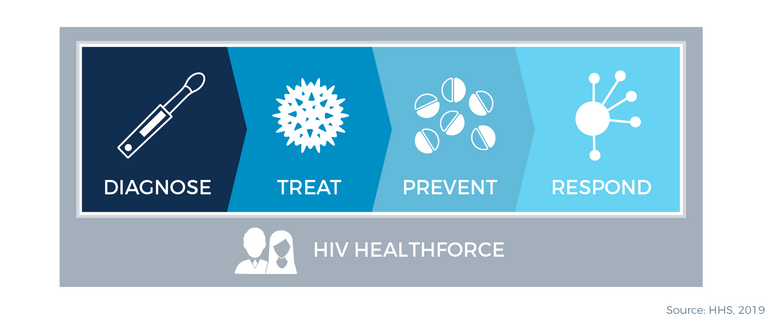 DIAGNOSE
TREAT
PREVENT
RESPOND
HIV HEALTHFORCE
Source: HHS, 2019